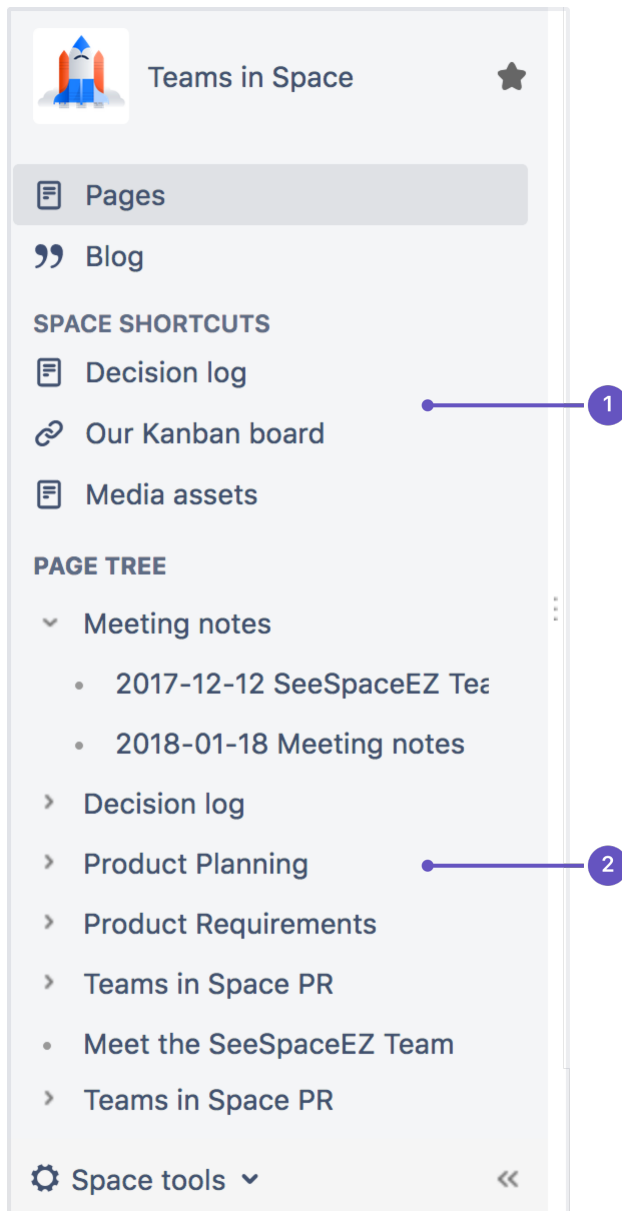 Teams in Space
Pages
Blog
SPACE SHORTCUTS
Decision log
1
Our Kanban board
Media assets
PAGE TREE
Meeting notes
2017-12-12 SeeSpaceEZ Tea
2018-01-18 Meeting notes
Decision log
Product Planning
2
Product Requirements
Teams in Space PR
Meet the SeeSpaceEZ Team
Teams in Space PR
Space tools